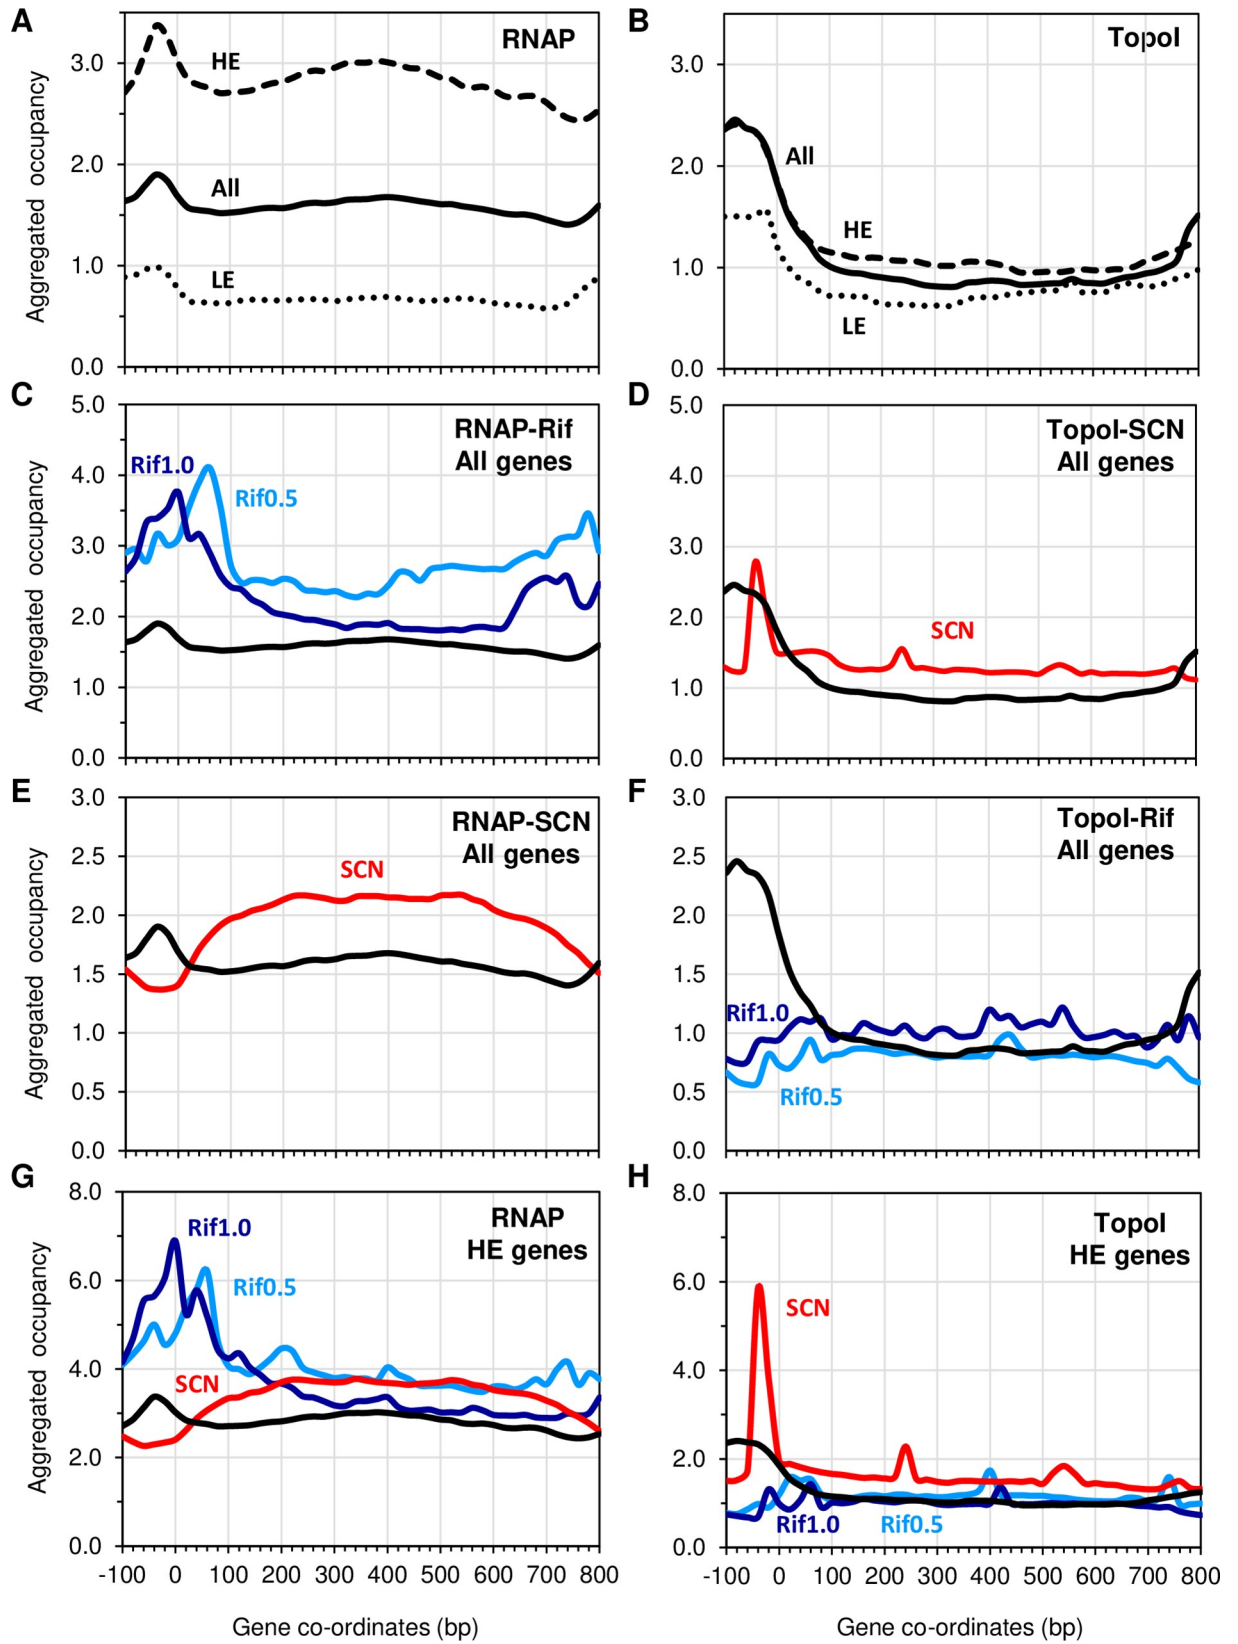 A
RNAP
HE
All
LE
Aggregated occupancy
3.0
2.0
1.0
0.0
B
TopoI
All
HE
LE
3.0
2.0
1.0
0.0
C
RNAP-Rif
All genes
Rif1.0
Rif0.5
Aggregated occupancy
5.0
4.0
3.0
2.0
1.0
0.0
D
TopoI-SCN
All genes
SCN
5.0
4.0
3.0
2.0
1.0
0.0
E
RNAP-SCN
All genes
SCN
Aggregated occupancy
3.0
2.5
2.0
1.5
1.0
0.5
0.0
F
TopoI-Rif
All genes
Rif1.0
Rif0.5
3.0
2.5
2.0
1.5
1.0
0.5
0.0
G
RNAP
HE genes
Rif1.0
Rif0.5
SCN
Aggregated occupancy
8.0
6.0
4.0
2.0
0.0
-100 0 100 200 300 400 500 600 700 800
Gene co-ordinates (bp)
H
TopoI
HE genes
SCN
Rif1.0
Rif0.5
8.0
6.0
4.0
2.0
0.0
-100 0 100 200 300 400 500 600 700 800
Gene co-ordinates (bp)